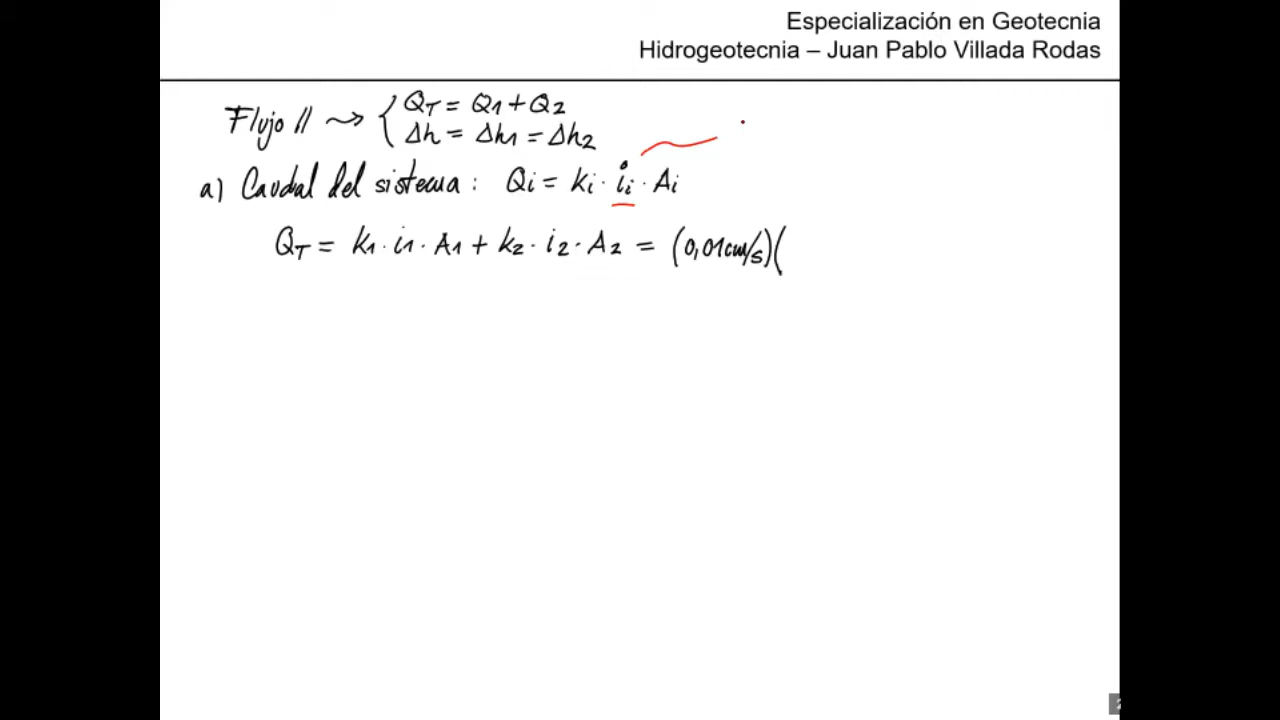 Especialización en Geotecnia
Hidrogeotecnia – Juan Pablo Villada Rodas
Flujo // ⇝ { QT = Q1 + Q2
Δh = Δh1 = Δh2
a) Caudal del sistema : Qi = Ki · ii · Ai
QT = K1 · i1 · A1 + K2 · i2 · A2 = (0,01cm/s)(
2